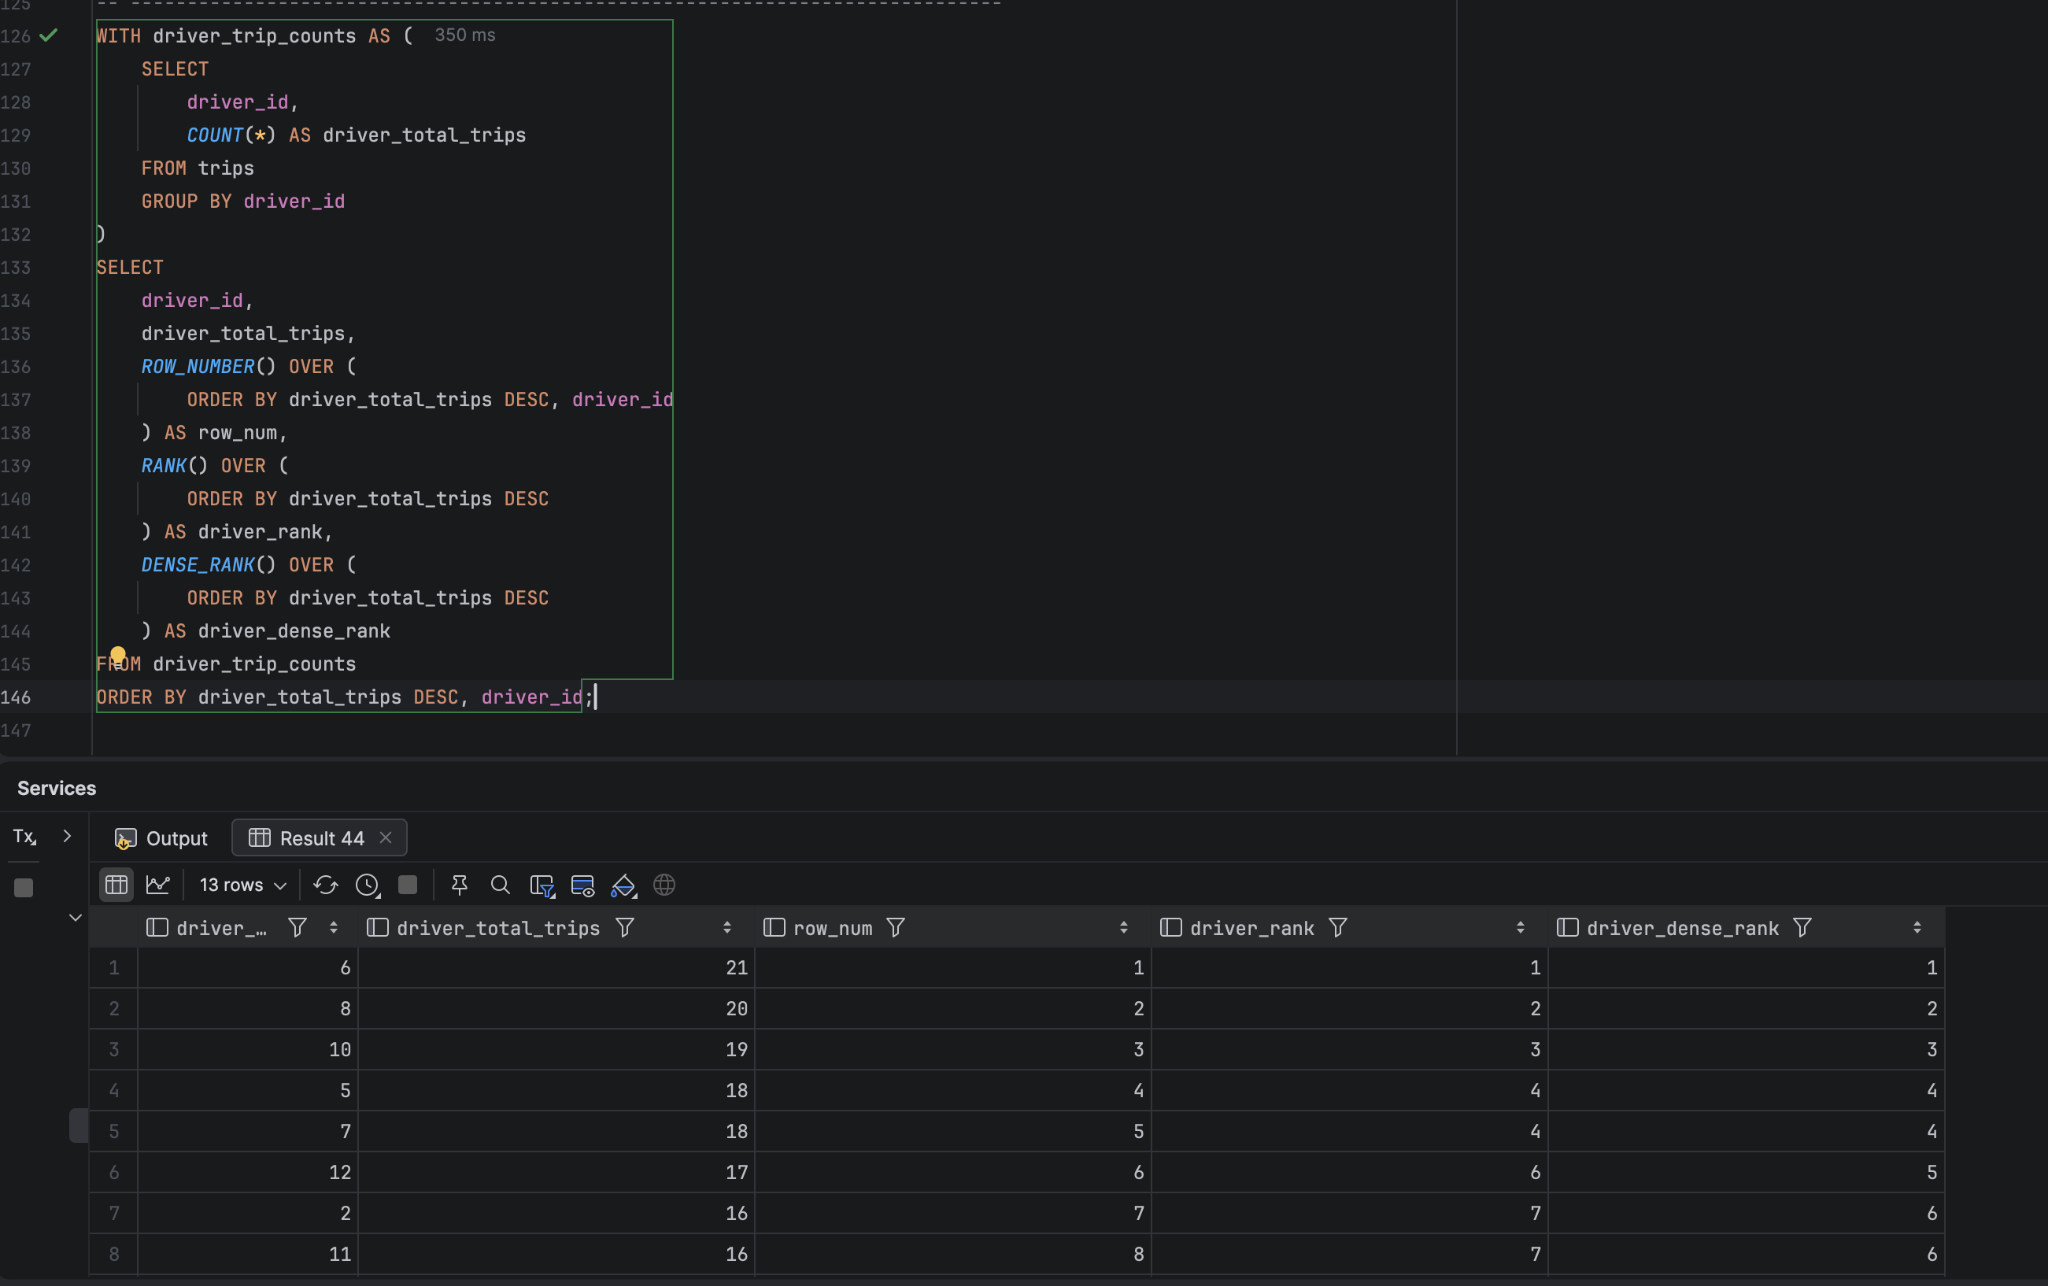 125 -- -----------------------------------------------------------------------------
126 WITH driver_trip_counts AS (  350 ms
127     SELECT
128         driver_id,
129         COUNT(*) AS driver_total_trips
130     FROM trips
131     GROUP BY driver_id
132 )
133 SELECT
134     driver_id,
135     driver_total_trips,
136     ROW_NUMBER() OVER (
137         ORDER BY driver_total_trips DESC, driver_id
138     ) AS row_num,
139     RANK() OVER (
140         ORDER BY driver_total_trips DESC
141     ) AS driver_rank,
142     DENSE_RANK() OVER (
143         ORDER BY driver_total_trips DESC
144     ) AS driver_dense_rank
145 FROM driver_trip_counts
146 ORDER BY driver_total_trips DESC, driver_id;
147
Services
Tx Output Result 44
13 rows
driver_… driver_total_trips row_num driver_rank driver_dense_rank
1 6 21 1 1 1
2 8 20 2 2 2
3 10 19 3 3 3
4 5 18 4 4 4
5 7 18 5 4 4
6 12 17 6 6 5
7 2 16 7 7 6
8 11 16 8 7 6